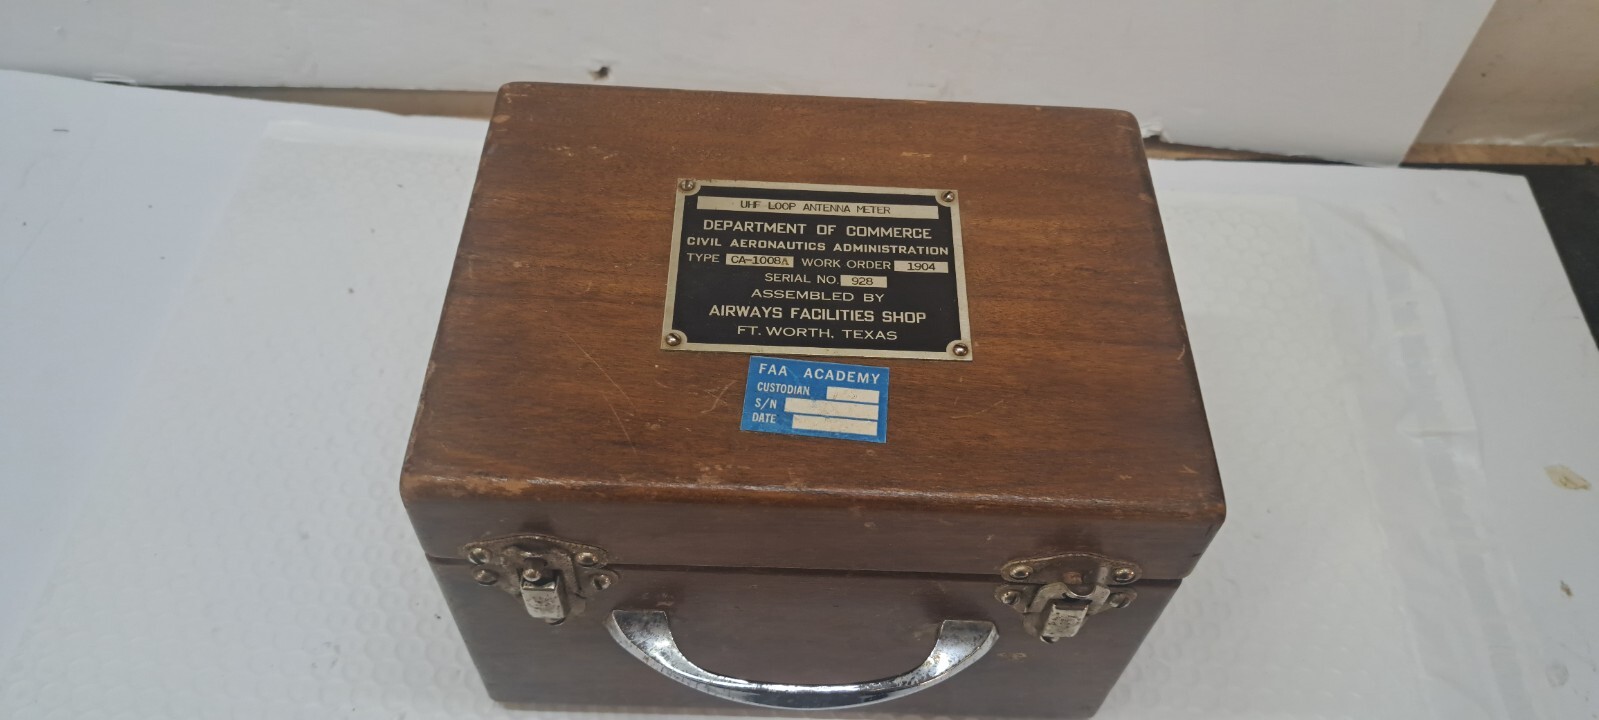 UHF LOOP ANTENNA METER
DEPARTMENT OF COMMERCE
CIVIL AERONAUTICS ADMINISTRATION
TYPE CA-1008A WORK ORDER 1904
SERIAL NO. 928
ASSEMBLED BY
AIRWAYS FACILITIES SHOP
FT. WORTH, TEXAS
FAA ACADEMY
CUSTODIAN
S/N
DATE